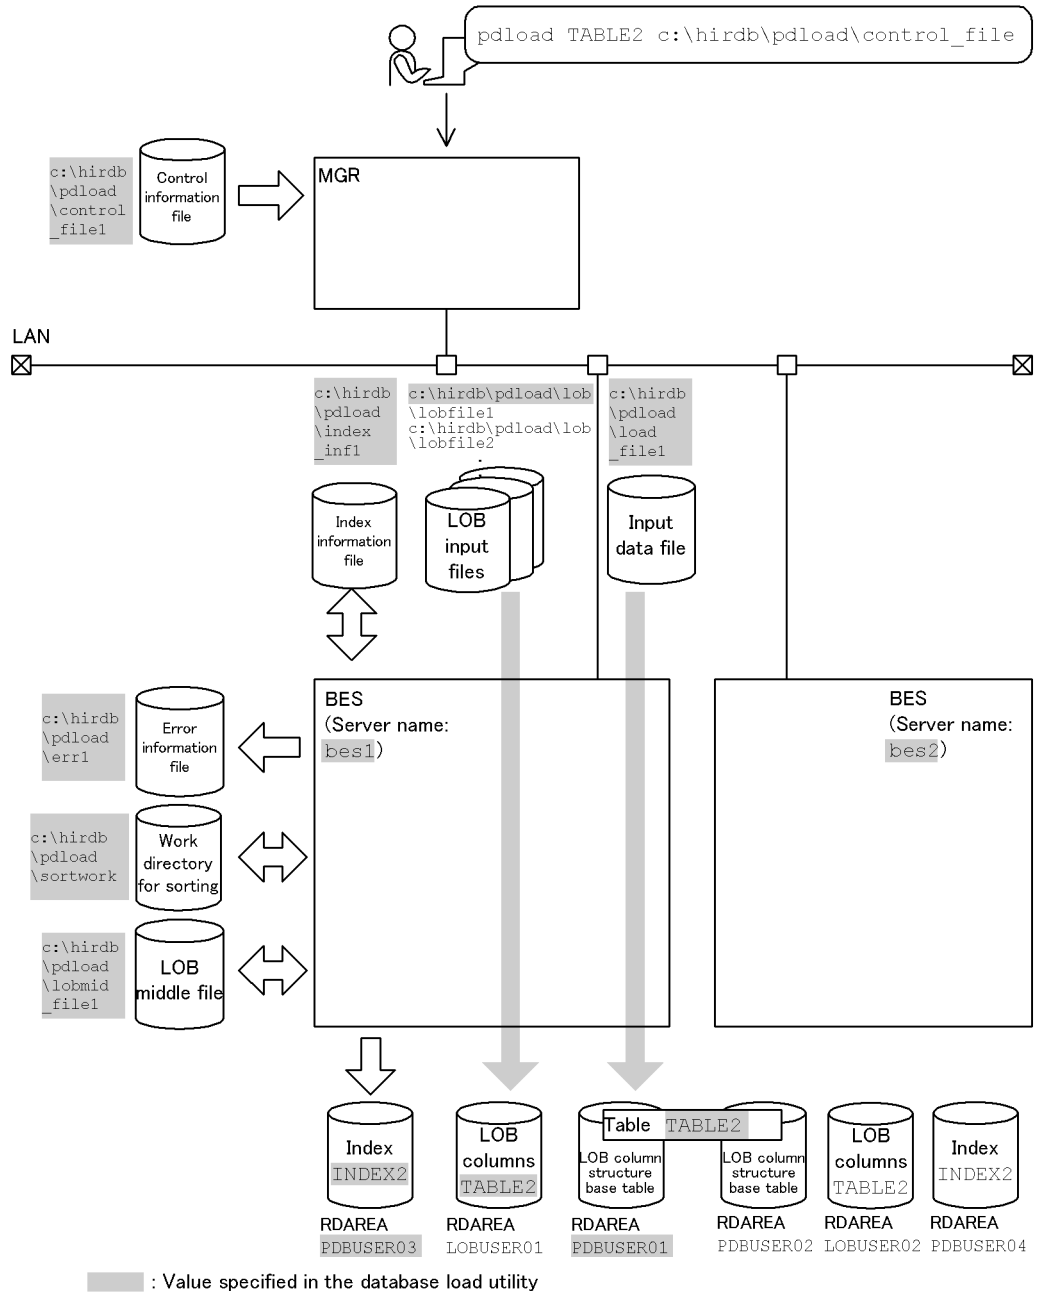 pdload TABLE2 c:\hirdb\pdload\control_file
c:\hirdb
\pdload
\control
_file1
Control
information
file
MGR
LAN
c:\hirdb
\pdload
\index
_inf1
c:\hirdb\pdload\lob
\lobfile1
c:\hirdb\pdload\lob
\lobfile2
c:\hirdb
\pdload
\load
_file1
Index
information
file
LOB
input
files
Input
data file
c:\hirdb
\pdload
\err1
Error
information
file
BES
(Server name:
bes1)
BES
(Server name:
bes2)
c:\hirdb
\pdload
\sortwork
Work
directory
for sorting
c:\hirdb
\pdload
\lobmid
_file1
LOB
middle file
Index
INDEX2
LOB
columns
TABLE2
Table TABLE2
LOB column
structure
base table
LOB column
structure
base table
LOB
columns
TABLE2
Index
INDEX2
RDAREA
PDBUSER03
RDAREA
LOBUSER01
RDAREA
PDBUSER01
RDAREA
PDBUSER02
RDAREA
LOBUSER02
RDAREA
PDBUSER04
: Value specified in the database load utility